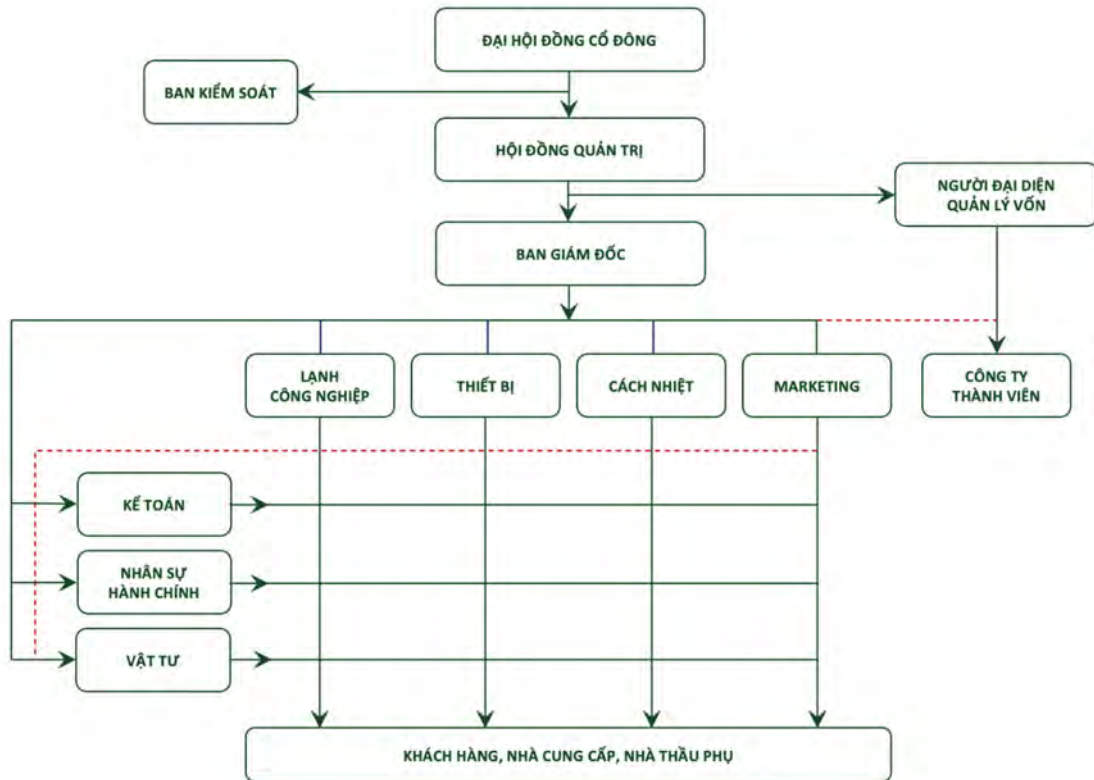 ĐẠI HỘI ĐỒNG CỔ ĐÔNG
BAN KIỂM SOÁT
HỘI ĐỒNG QUẢN TRỊ
NGƯỜI ĐẠI DIỆN
QUẢN LÝ VỐN
BAN GIÁM ĐỐC
LẠNH
CÔNG NGHIỆP
THIẾT BỊ
CÁCH NHIỆT
MARKETING
CÔNG TY
THÀNH VIÊN
KẾ TOÁN
NHÂN SỰ
HÀNH CHÍNH
VẬT TƯ
KHÁCH HÀNG, NHÀ CUNG CẤP, NHÀ THẦU PHỤ